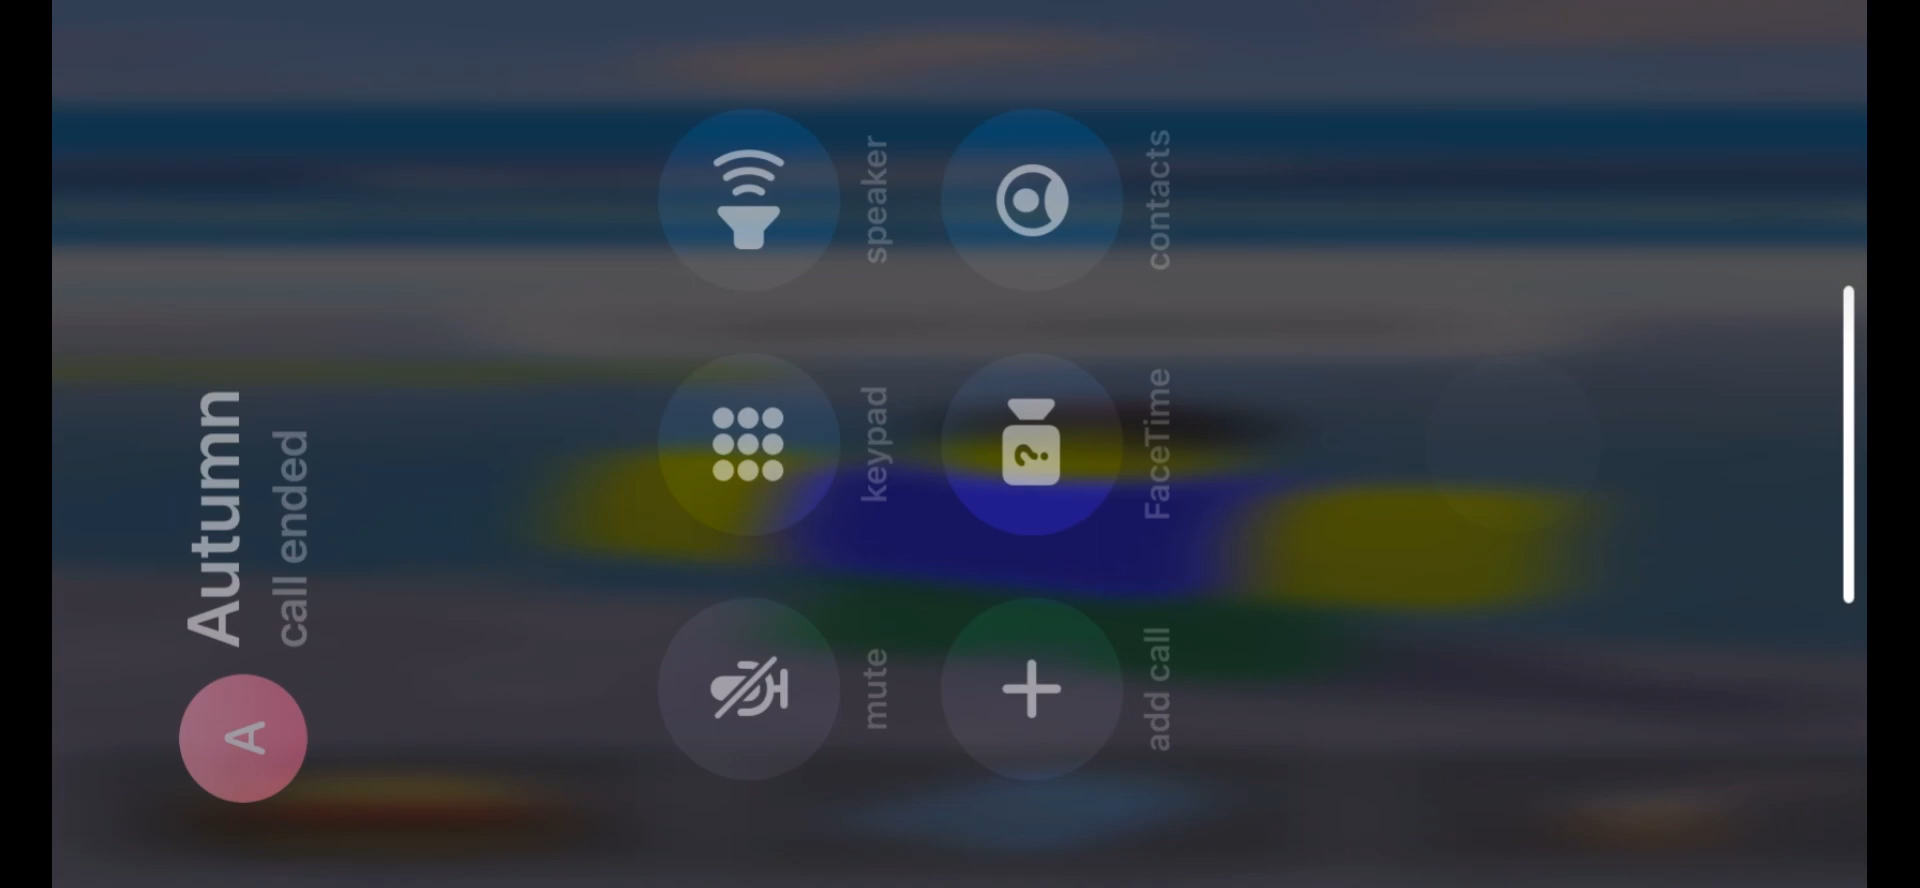 A
Autumn
call ended
mute
keypad
speaker
add call
?
FaceTime
contacts